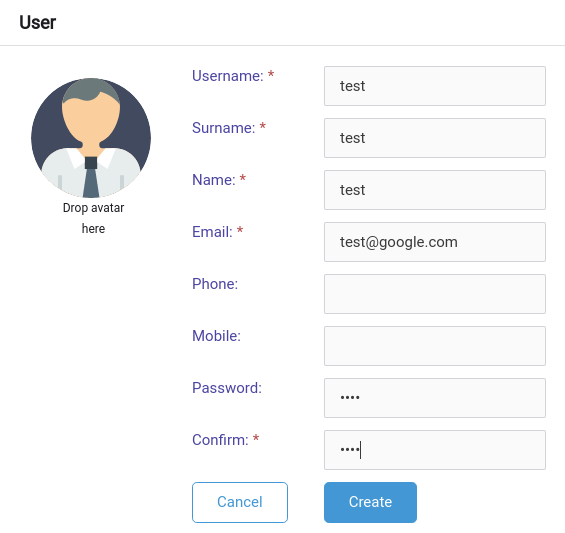 User
Drop avatar
here
Username: * test
Surname: * test
Name: * test
Email: * test@google.com
Phone:
Mobile:
Password: ••••
Confirm: * ••••
Cancel Create